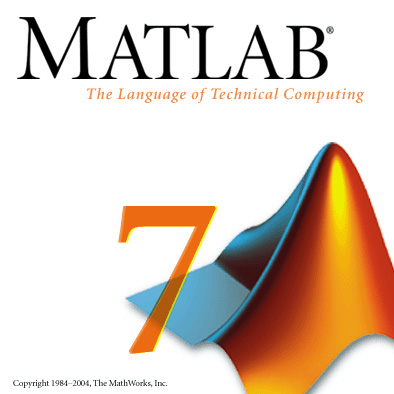 MATLAB®
The Language of Technical Computing
7
Copyright 1984–2004, The MathWorks, Inc.